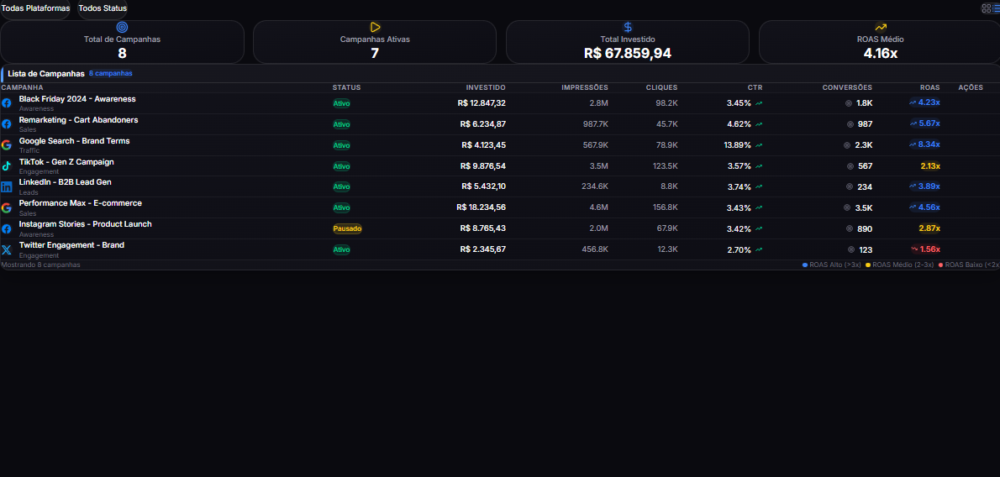 Todas Plataformas Todos Status
Total de Campanhas
8
Campanhas Ativas
7
Total Investido
R$ 67.859,94
ROAS Médio
4.16x
Lista de Campanhas 8 campanhas
CAMPANHA STATUS INVESTIDO IMPRESSÕES CLIQUES CTR CONVERSÕES ROAS AÇÕES
Black Friday 2024 - Awareness
Awareness
Ativo R$ 12.847,32 2.8M 98.2K 3.45% 1.8K 4.23x
Remarketing - Cart Abandoners
Sales
Ativo R$ 6.234,87 987.7K 45.7K 4.62% 987 5.67x
Google Search - Brand Terms
Traffic
Ativo R$ 4.123,45 567.9K 78.9K 13.89% 2.3K 8.34x
TikTok - Gen Z Campaign
Engagement
Ativo R$ 9.876,54 3.5M 123.5K 3.57% 567 2.13x
LinkedIn - B2B Lead Gen
Leads
Ativo R$ 5.432,10 234.6K 8.8K 3.74% 234 3.89x
Performance Max - E-commerce
Sales
Ativo R$ 18.234,56 4.6M 156.8K 3.43% 3.5K 4.56x
Instagram Stories - Product Launch
Awareness
Pausado R$ 8.765,43 2.0M 67.9K 3.42% 890 2.87x
Twitter Engagement - Brand
Engagement
Ativo R$ 2.345,67 456.8K 12.3K 2.70% 123 1.56x
Mostrando 8 campanhas ROAS Alto (>3x) ROAS Médio (2-3x) ROAS Baixo (<2x